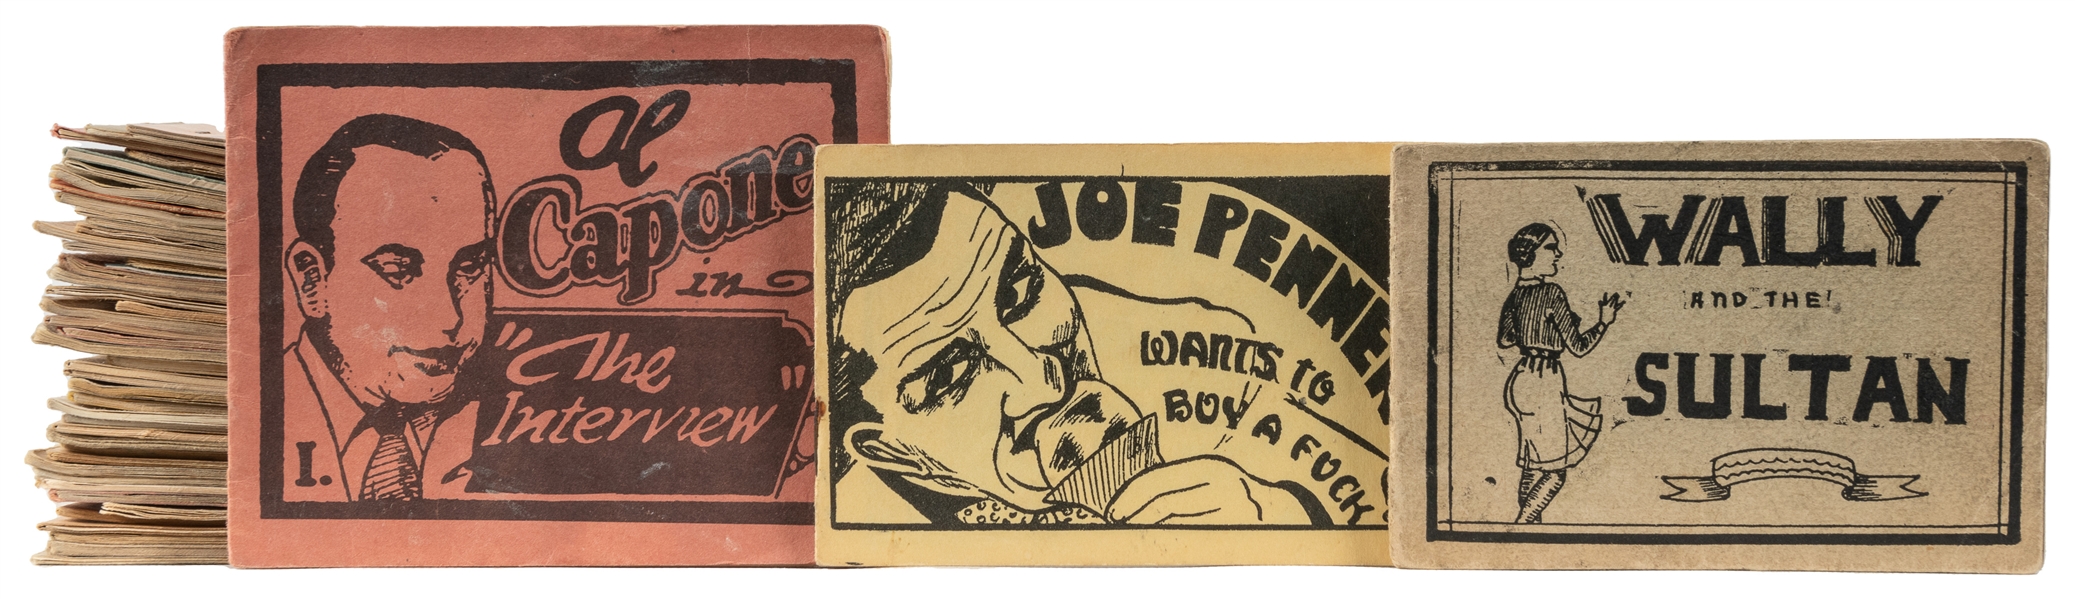 Al
Capone
in
"The
Interview"
I.
JOE PENNER
WANTS to
BUY A FUCK
WALLY
AND THE
SULTAN